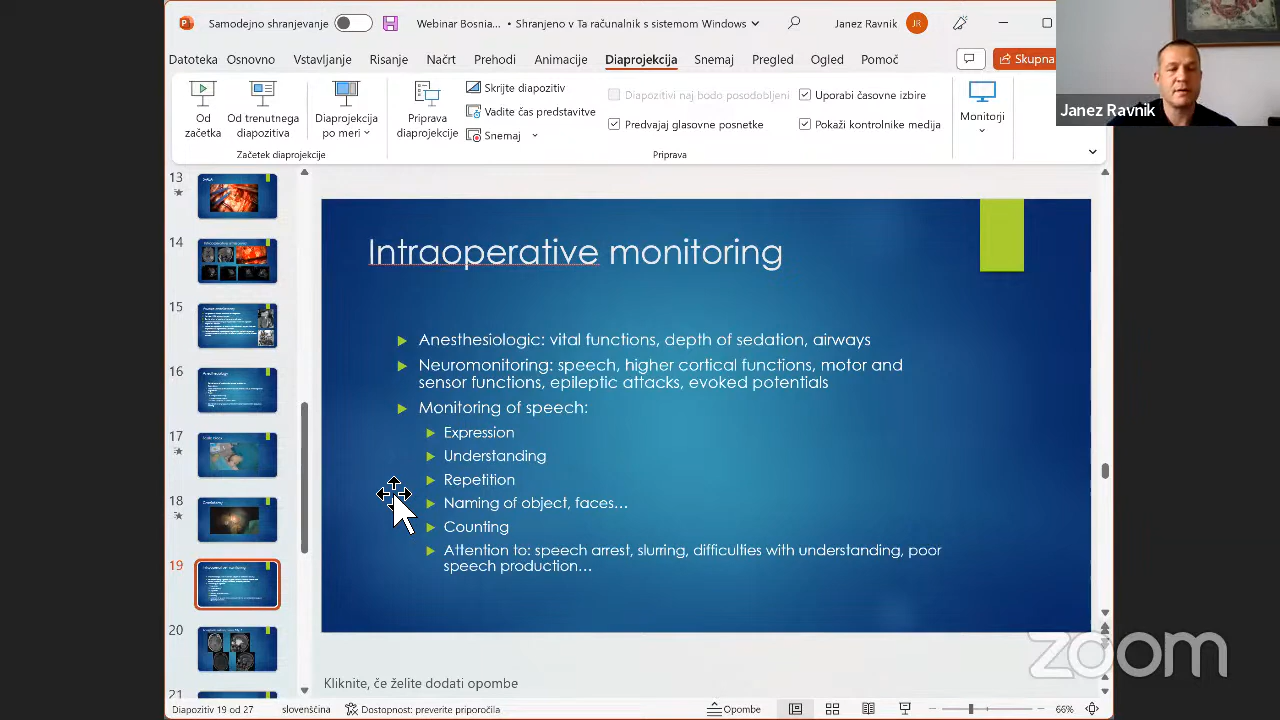 Samodejno shranjevanje
Webinar Bosnia... • Shranjeno v Ta računalnik s sistemom Windows
Janez Ravnik
JR
Datoteka Osnovno Vstavljanje Risanje Načrt Prehodi Animacije Diaprojekcija Snemaj Pregled Ogled Pomoč
Skupna
Janez Ravnik
Od začetka
Od trenutnega diapozitiva
Diaprojekcija po meri
Priprava diaprojekcije
Skrijte diapozitiv
Vadite čas predstavitve
Snemaj
Diapozitivi naj bodo posodobljeni
Predvajaj glasovne posnetke
Uporabi časovne izbire
Pokaži kontrolnike medija
Monitorji
Začetek diaprojekcije
Priprava
13
14
15
16
17
18
19
20
21
Intraoperative monitoring
Anesthesiologic: vital functions, depth of sedation, airways
Neuromonitoring: speech, higher cortical functions, motor and
sensor functions, epileptic attacks, evoked potentials
Monitoring of speech:
Expression
Understanding
Repetition
Naming of object, faces...
Counting
Attention to: speech arrest, slurring, difficulties with understanding, poor
speech production...
Kliknite, če želite dodati opombe
zoom
Diapozitiv 19 od 27
slovenščina
Dostopnost: preverite priporočila
Opombe
66%